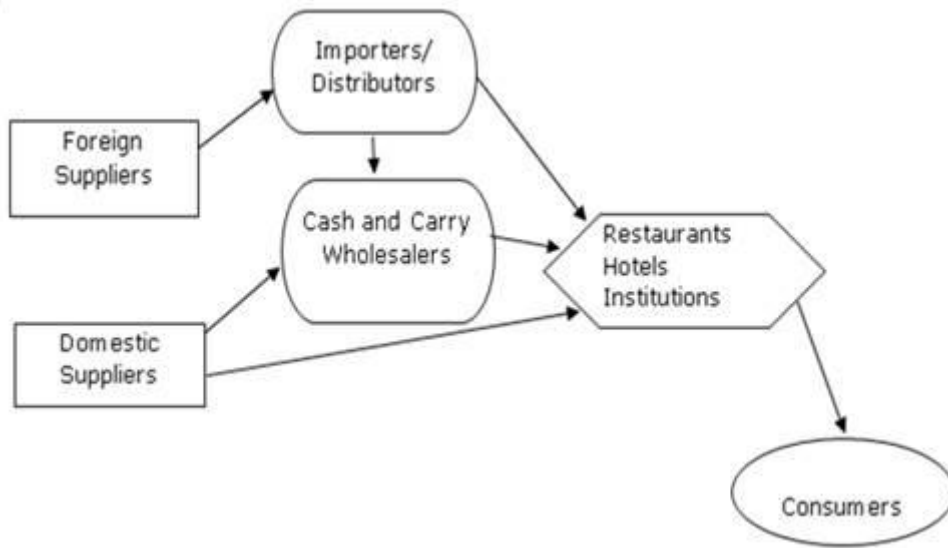 Importers/
Distributors
Foreign
Suppliers
Cash and Carry
Wholesalers
Restaurants
Hotels
Institutions
Domestic
Suppliers
Consumers